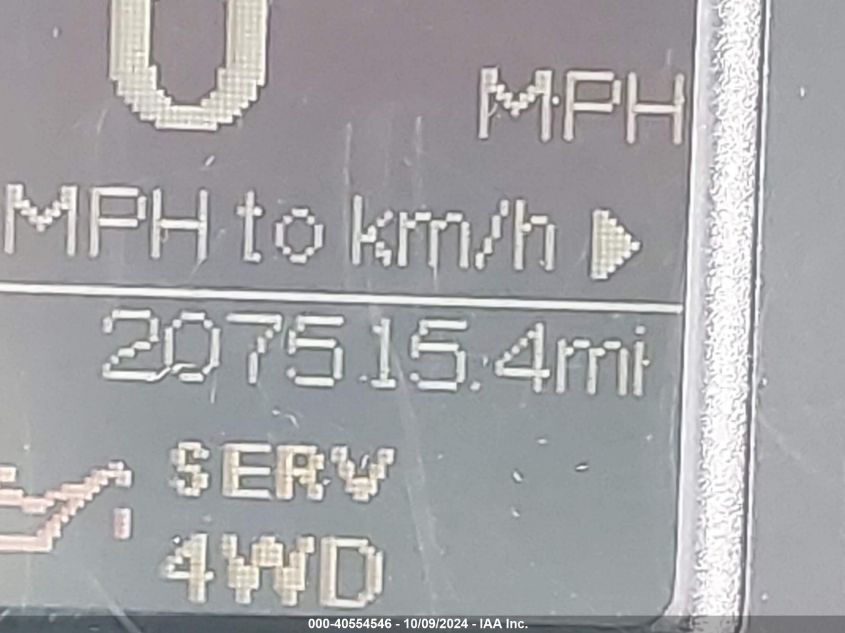 0
MPH
MPH to km/h
207515.4mi
SERV
4WD
000-40554546 - 10/09/2024 - IAA Inc.